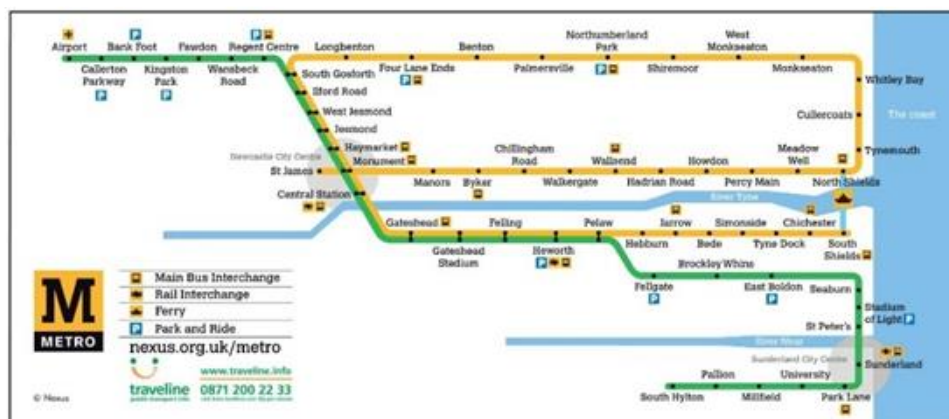 Airport
Bank Foot
Fawdon
Regent Centre
Callerton
Parkway
Kingston
Park
Wansbeck
Road
Longbenton
Four Lane Ends
Benton
Palmersville
Northumberland
Park
Shiremoor
West
Monkseaton
Monkseaton
Whitley Bay
Cullercoats
The coast
Tynemouth
South Gosforth
Ilford Road
West Jesmond
Jesmond
Haymarket
Newcastle City Centre
Monument
St James
Central Station
Manors
Byker
Chillingham
Road
Walkergate
Wallsend
Hadrian Road
Howdon
Percy Main
Meadow
Well
North Shields
River Tyne
Gateshead
Gateshead
Stadium
Felling
Heworth
Pelaw
Hebburn
Jarrow
Bede
Simonside
Tyne Dock
Chichester
South
Shields
Fellgate
Brockley Whins
East Boldon
Seaburn
Stadium
of Light
St Peter's
River Wear
Sunderland City Centre
Sunderland
Park Lane
University
Millfield
Pallion
South Hylton
M
METRO
Main Bus Interchange
Rail Interchange
Ferry
P Park and Ride
nexus.org.uk/metro
traveline
www.traveline.info
0871 200 22 33
© Nexus